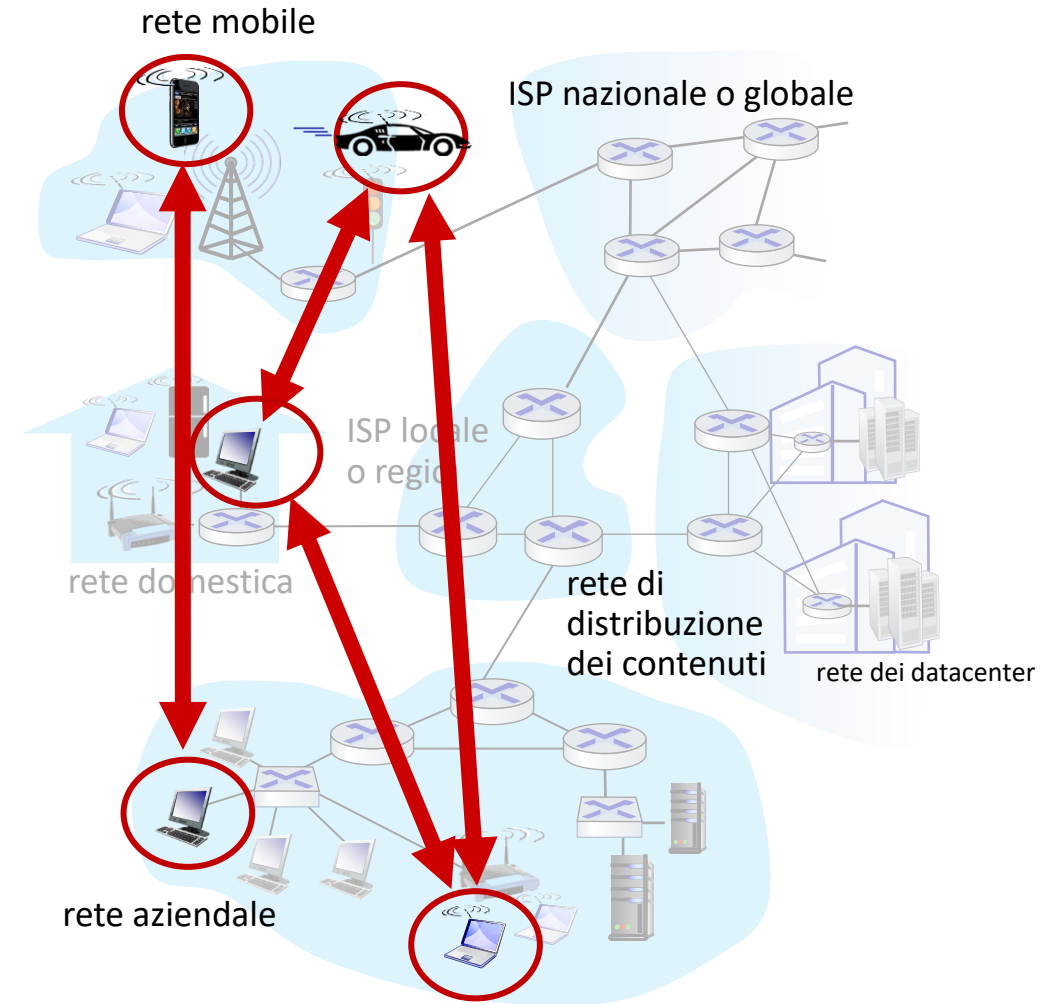 rete mobile
ISP nazionale o globale
ISP locale
o regio
rete domestica
rete di
distribuzione
dei contenuti
rete dei datacenter
rete aziendale